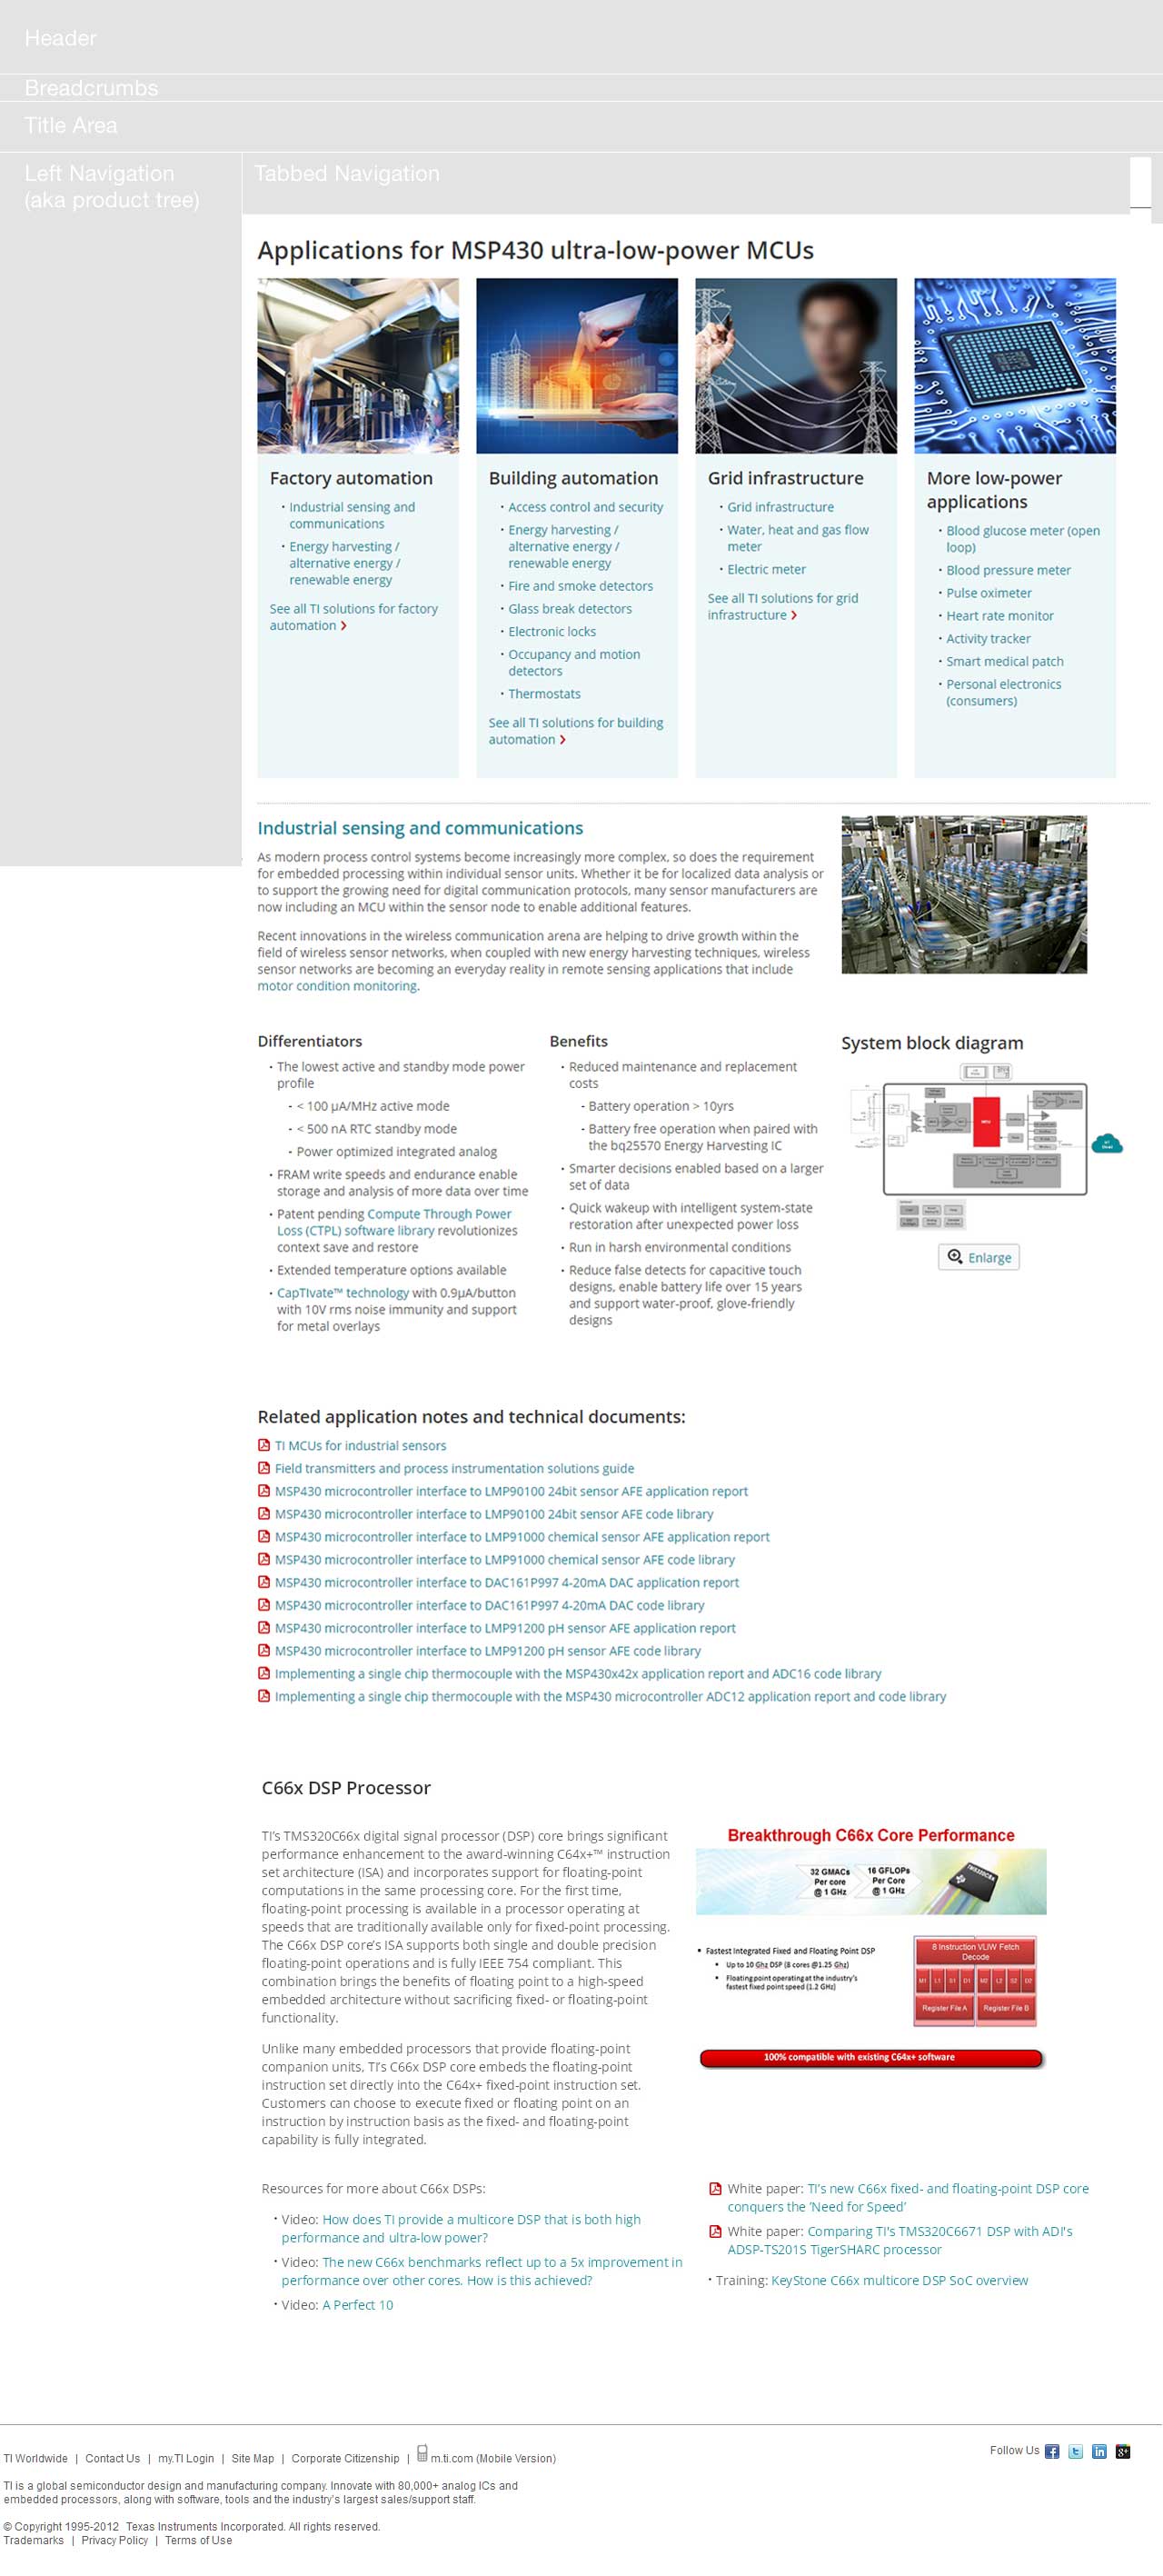 Header
Breadcrumbs
Title Area
Left Navigation
(aka product tree)
Tabbed Navigation
Applications for MSP430 ultra-low-power MCUs
Factory automation
• Industrial sensing and
communications
• Energy harvesting /
alternative energy /
renewable energy
See all TI solutions for factory
automation
Building automation
• Access control and security
• Energy harvesting /
alternative energy /
renewable energy
• Fire and smoke detectors
• Glass break detectors
• Electronic locks
• Occupancy and motion
detectors
• Thermostats
See all TI solutions for building
automation
Grid infrastructure
• Grid infrastructure
• Water, heat and gas flow
meter
• Electric meter
See all TI solutions for grid
infrastructure
More low-power
applications
• Blood glucose meter (open
loop)
• Blood pressure meter
• Pulse oximeter
• Heart rate monitor
• Activity tracker
• Smart medical patch
• Personal electronics
(consumers)
Industrial sensing and communications
As modern process control systems become increasingly more complex, so does the requirement
for embedded processing within individual sensor units. Whether it be for localized data analysis or
to support the growing need for digital communication protocols, many sensor manufacturers are
now including an MCU within the sensor node to enable additional features.
Recent innovations in the wireless communication arena are helping to drive growth within the
field of wireless sensor networks, when coupled with new energy harvesting techniques, wireless
sensor networks are becoming an everyday reality in remote sensing applications that include
motor condition monitoring.
Differentiators
• The lowest active and standby mode power
profile
- < 100 μA/MHz active mode
- < 500 nA RTC standby mode
- Power optimized integrated analog
• FRAM write speeds and endurance enable
storage and analysis of more data over time
• Patent pending Compute Through Power
Loss (CTPL) software library revolutionizes
context save and restore
• Extended temperature options available
• CapTIvate™ technology with 0.9μA/button
with 10V rms noise immunity and support
for metal overlays
Benefits
• Reduced maintenance and replacement
costs
- Battery operation > 10yrs
- Battery free operation when paired with
the bq25570 Energy Harvesting IC
• Smarter decisions enabled based on a larger
set of data
• Quick wakeup with intelligent system-state
restoration after unexpected power loss
• Run in harsh environmental conditions
• Reduce false detects for capacitive touch
designs, enable battery life over 15 years
and support water-proof, glove-friendly
designs
System block diagram
Enlarge
Related application notes and technical documents:
TI MCUs for industrial sensors
Field transmitters and process instrumentation solutions guide
MSP430 microcontroller interface to LMP90100 24bit sensor AFE application report
MSP430 microcontroller interface to LMP90100 24bit sensor AFE code library
MSP430 microcontroller interface to LMP91000 chemical sensor AFE application report
MSP430 microcontroller interface to LMP91000 chemical sensor AFE code library
MSP430 microcontroller interface to DAC161P997 4-20mA DAC application report
MSP430 microcontroller interface to DAC161P997 4-20mA DAC code library
MSP430 microcontroller interface to LMP91200 pH sensor AFE application report
MSP430 microcontroller interface to LMP91200 pH sensor AFE code library
Implementing a single chip thermocouple with the MSP430x42x application report and ADC16 code library
Implementing a single chip thermocouple with the MSP430 microcontroller ADC12 application report and code library
C66x DSP Processor
TI's TMS320C66x digital signal processor (DSP) core brings significant
performance enhancement to the award-winning C64x+™ instruction
set architecture (ISA) and incorporates support for floating-point
computations in the same processing core. For the first time,
floating-point processing is available in a processor operating at
speeds that are traditionally available only for fixed-point processing.
The C66x DSP core's ISA supports both single and double precision
floating-point operations and is fully IEEE 754 compliant. This
combination brings the benefits of floating point to a high-speed
embedded architecture without sacrificing fixed- or floating-point
functionality.
Unlike many embedded processors that provide floating-point
companion units, TI's C66x DSP core embeds the floating-point
instruction set directly into the C64x+ fixed-point instruction set.
Customers can choose to execute fixed or floating point on an
instruction by instruction basis as the fixed- and floating-point
capability is fully integrated.
Breakthrough C66x Core Performance
32 GMACs
Per core
@ 1 GHz
16 GFLOPs
Per Core
@ 1 GHz
TMS320C66x
• Fastest Integrated Fixed and Floating Point DSP
• Up to 10 Ghz DSP (8 cores @1.25 Ghz)
• Floating point operating at the industry's
fastest fixed point speed (1.2 GHz)
8 Instruction VLIW Fetch
Decode
M1 L1 S1 D1 M2 L2 S2 D2
Register File A Register File B
100% compatible with existing C64x+ software
Resources for more about C66x DSPs:
• Video: How does TI provide a multicore DSP that is both high
performance and ultra-low power?
• Video: The new C66x benchmarks reflect up to a 5x improvement in
performance over other cores. How is this achieved?
• Video: A Perfect 10
White paper: TI's new C66x fixed- and floating-point DSP core
conquers the 'Need for Speed'
White paper: Comparing TI's TMS320C6671 DSP with ADI's
ADSP-TS201S TigerSHARC processor
• Training: KeyStone C66x multicore DSP SoC overview
TI Worldwide | Contact Us | my.TI Login | Site Map | Corporate Citizenship | m.ti.com (Mobile Version)
Follow Us
TI is a global semiconductor design and manufacturing company. Innovate with 80,000+ analog ICs and
embedded processors, along with software, tools and the industry's largest sales/support staff.
© Copyright 1995-2012 Texas Instruments Incorporated. All rights reserved.
Trademarks | Privacy Policy | Terms of Use